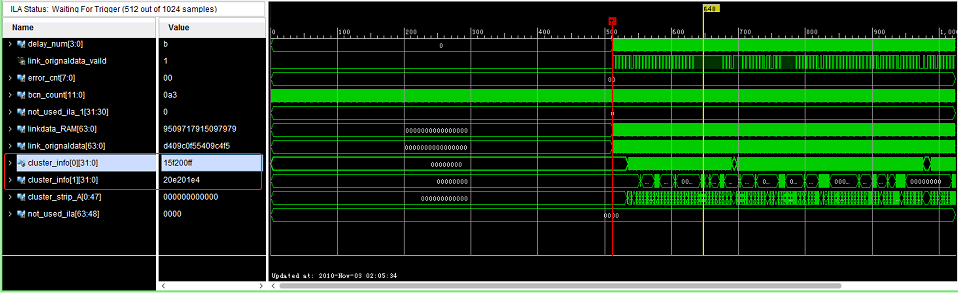 ILA Status: Waiting For Trigger (512 out of 1024 samples)
Name Value
640
0 100 200 300 400 500 600 700 800 900 1,0
delay_num[3:0] b 0
link_orignaldata_vaild 1
error_cnt[7:0] 00 00
bcn_count[11:0] 0a3
not_used_ila_1[31:30] 0
linkdata_RAM[63:0] 9509717915097979 0000000000000000
link_orignaldata[63:0] d409c0f55409c4f5 0000000000000000
cluster_info[0][31:0] 15f200ff 00000000
cluster_info[1][31:0] 20e201e4 00000000 00... 0... 0... 000... 0... 00000000
cluster_strip_A[0:47] 000000000000 000000000000
not_used_ila[63:48] 0000 0000
Updated at: 2010-Nov-03 02:05:34